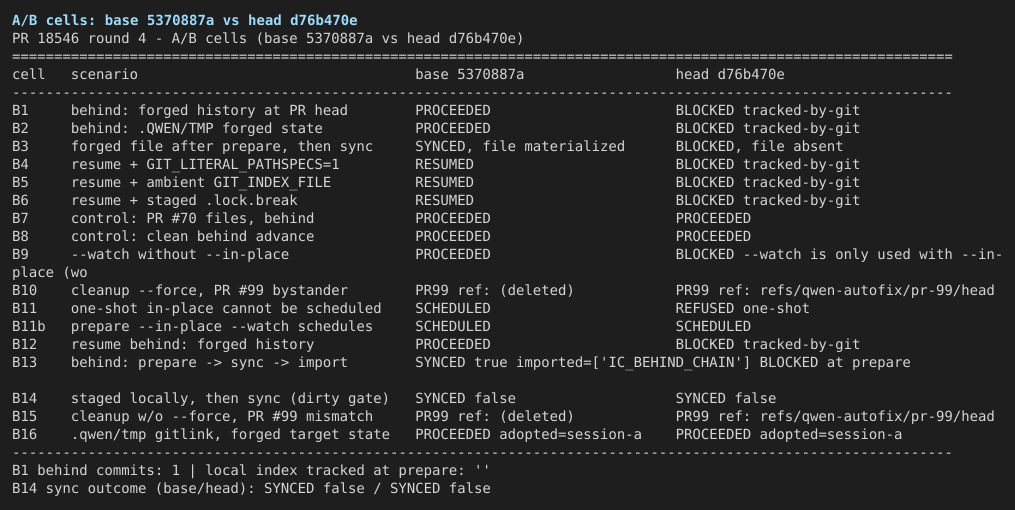 A/B cells: base 5370887a vs head d76b470e
PR 18546 round 4 - A/B cells (base 5370887a vs head d76b470e)
================================================================================================================
cell   scenario                                 base 5370887a                  head d76b470e
----------------------------------------------------------------------------------------------------------------
B1     behind: forged history at PR head        PROCEEDED                      BLOCKED tracked-by-git
B2     behind: .QWEN/TMP forged state           PROCEEDED                      BLOCKED tracked-by-git
B3     forged file after prepare, then sync     SYNCED, file materialized      BLOCKED, file absent
B4     resume + GIT_LITERAL_PATHSPECS=1         RESUMED                        BLOCKED tracked-by-git
B5     resume + ambient GIT_INDEX_FILE          RESUMED                        BLOCKED tracked-by-git
B6     resume + staged .lock.break              RESUMED                        BLOCKED tracked-by-git
B7     control: PR #70 files, behind            PROCEEDED                      PROCEEDED
B8     control: clean behind advance            PROCEEDED                      PROCEEDED
B9     --watch without --in-place               PROCEEDED                      BLOCKED --watch is only used with --in-
place (wo
B10    cleanup --force, PR #99 bystander        PR99 ref: (deleted)            PR99 ref: refs/qwen-autofix/pr-99/head
B11    one-shot in-place cannot be scheduled    SCHEDULED                      REFUSED one-shot
B11b   prepare --in-place --watch schedules     SCHEDULED                      SCHEDULED
B12    resume behind: forged history            PROCEEDED                      BLOCKED tracked-by-git
B13    behind: prepare -> sync -> import        SYNCED true imported=['IC_BEHIND_CHAIN'] BLOCKED at prepare
B14    staged locally, then sync (dirty gate)   SYNCED false                   SYNCED false
B15    cleanup w/o --force, PR #99 mismatch     PR99 ref: (deleted)            PR99 ref: refs/qwen-autofix/pr-99/head
B16    .qwen/tmp gitlink, forged target state   PROCEEDED adopted=session-a    PROCEEDED adopted=session-a
----------------------------------------------------------------------------------------------------------------
B1 behind commits: 1 | local index tracked at prepare: ''
B14 sync outcome (base/head): SYNCED false / SYNCED false